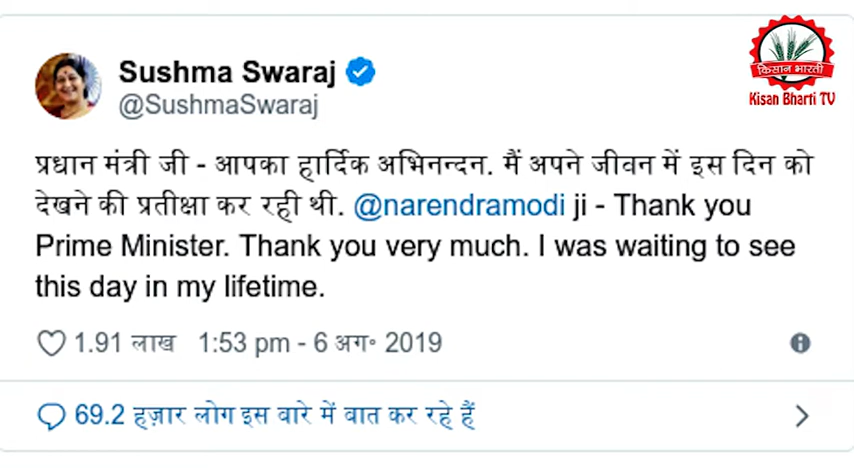 Sushma Swaraj
@SushmaSwaraj
किसान भारती
Kisan Bharti TV
प्रधान मंत्री जी - आपका हार्दिक अभिनन्दन. मैं अपने जीवन में इस दिन को
देखने की प्रतीक्षा कर रही थी. @narendramodi ji - Thank you
Prime Minister. Thank you very much. I was waiting to see
this day in my lifetime.
1.91 लाख 1:53 pm - 6 अग॰ 2019
69.2 हज़ार लोग इस बारे में बात कर रहे हैं